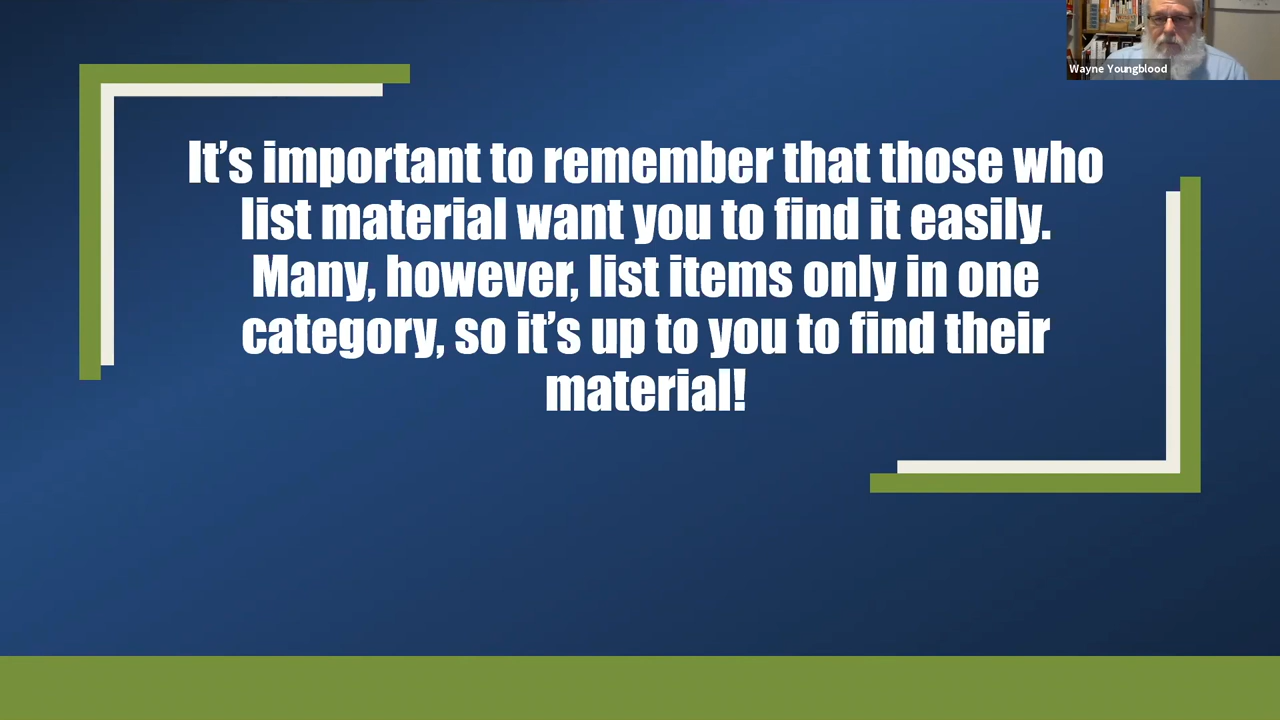 Wayne Youngblood
It’s important to remember that those who
list material want you to find it easily.
Many, however, list items only in one
category, so it’s up to you to find their
material!